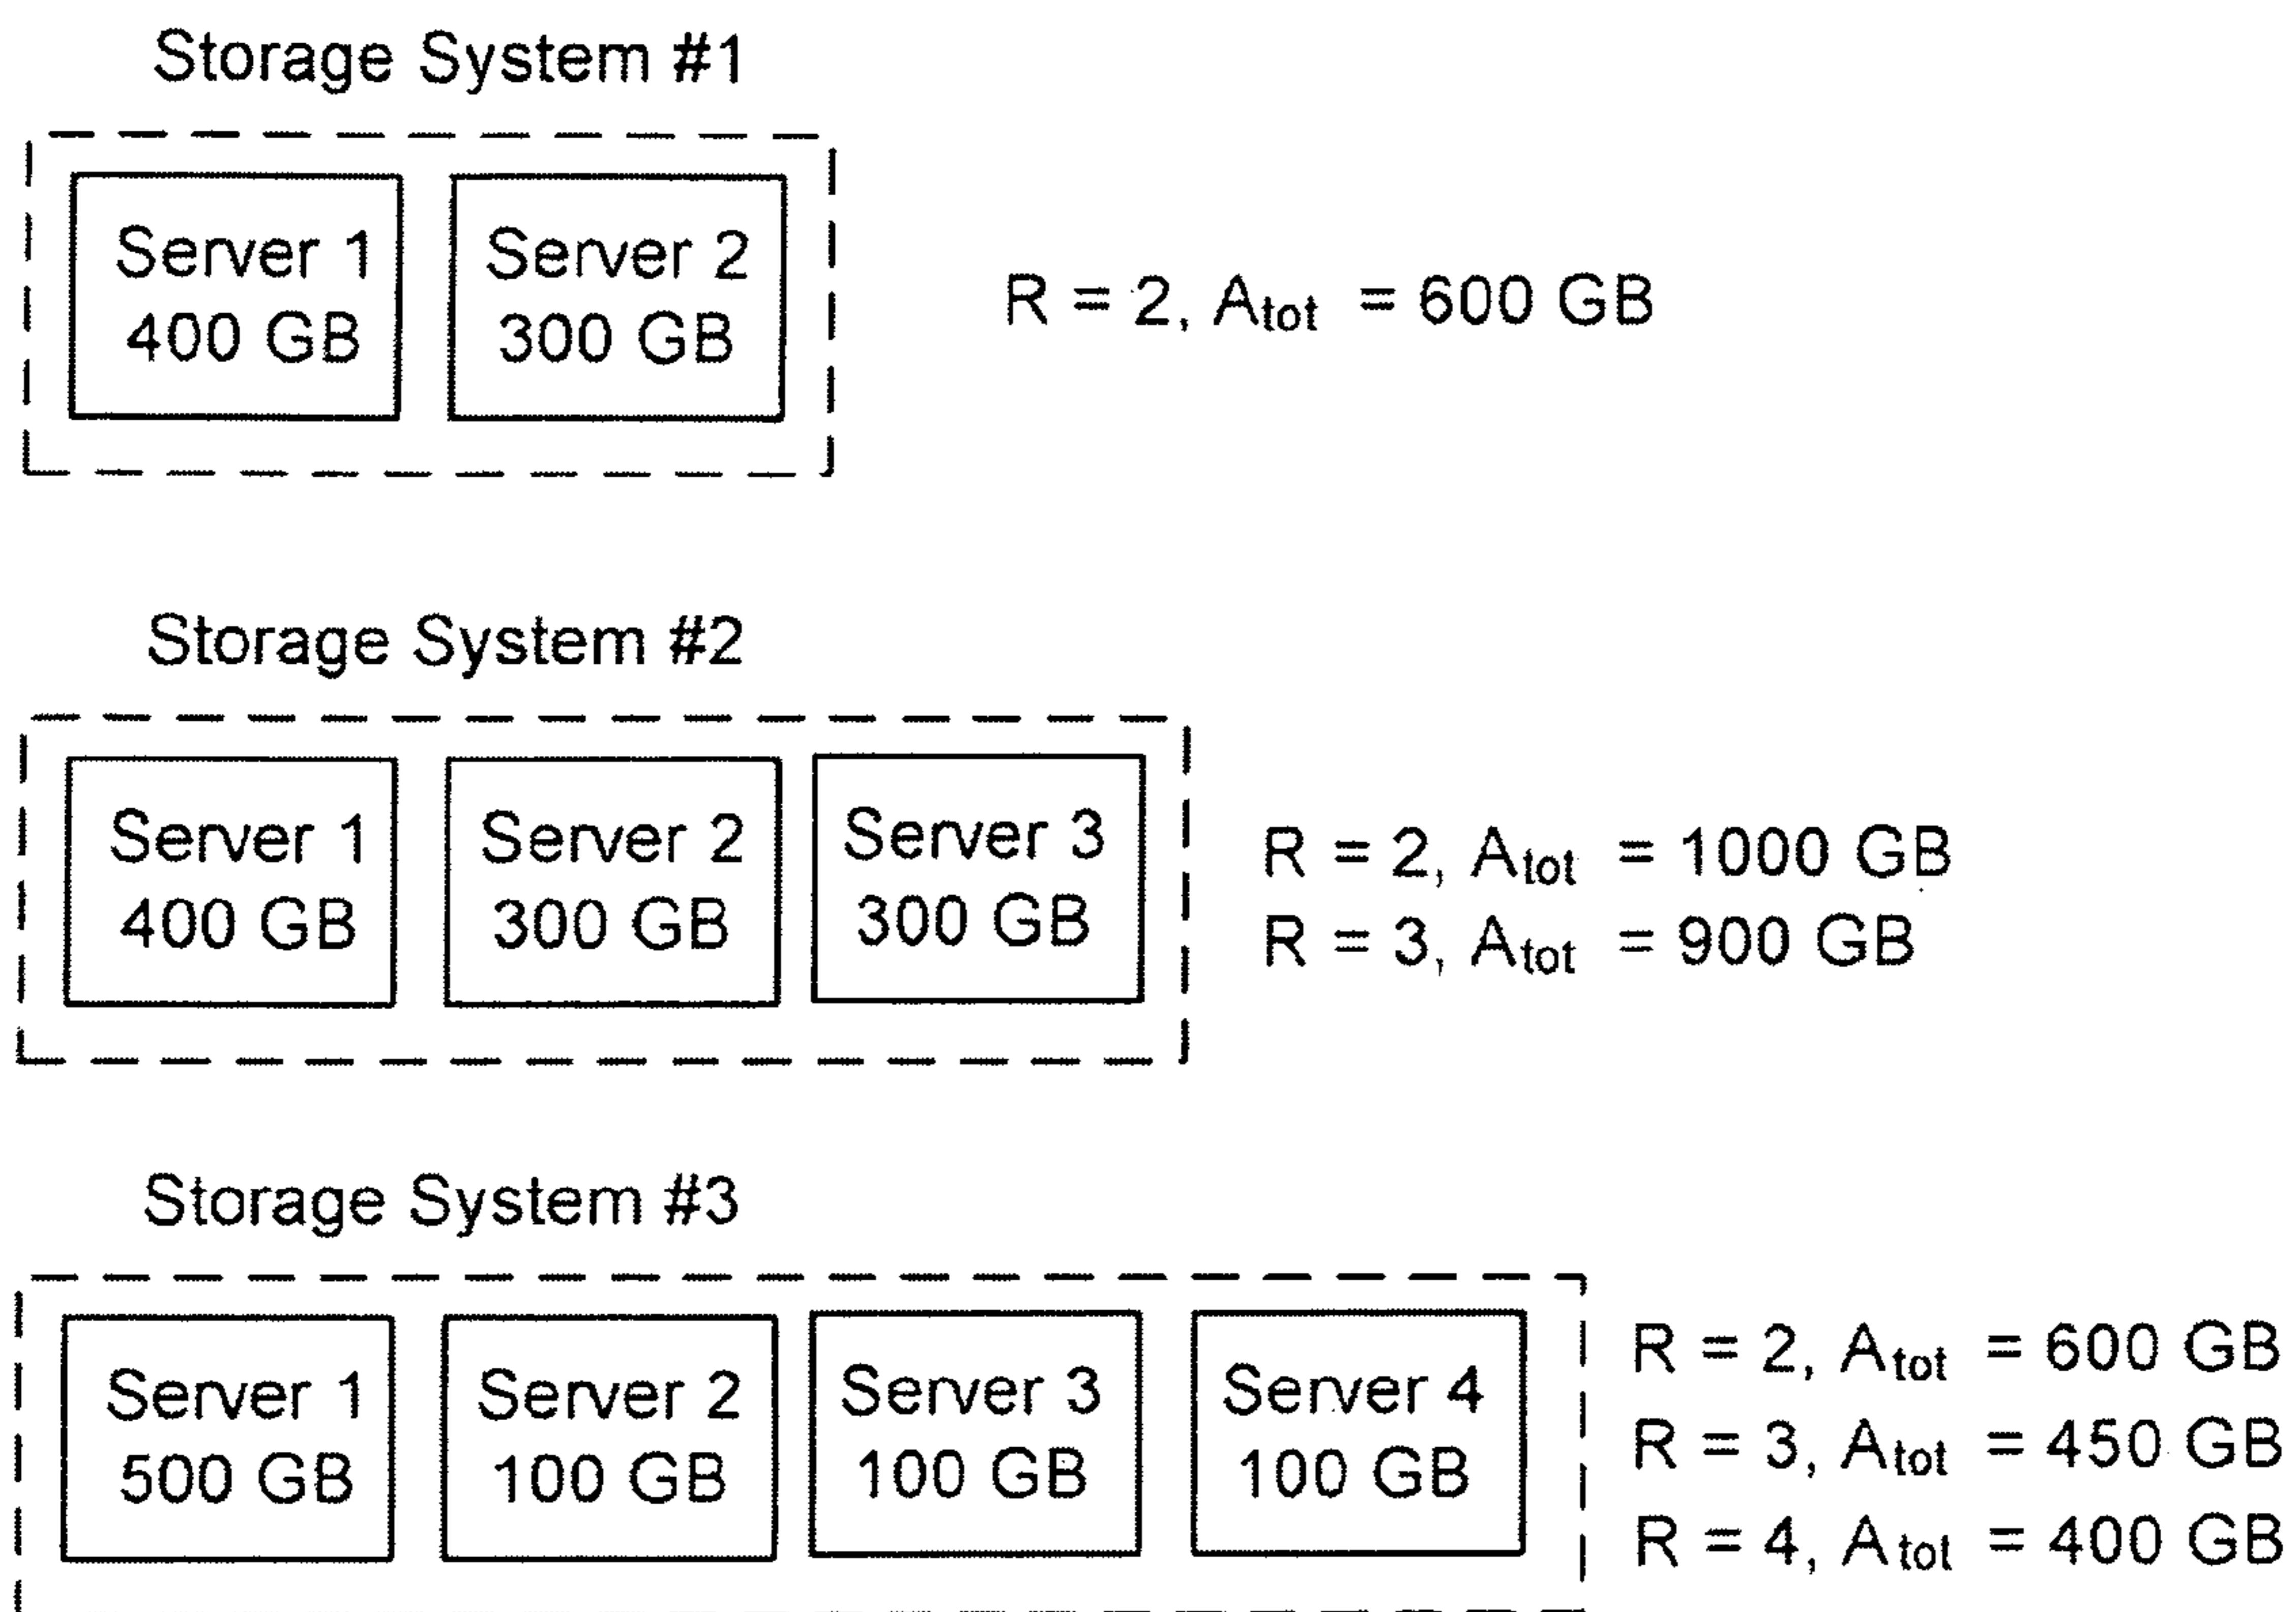 Storage System #1
Server 1
400 GB
Server 2
300 GB
R = 2, Atot = 600 GB
Storage System #2
Server 1
400 GB
Server 2
300 GB
Server 3
300 GB
R = 2, Atot = 1000 GB
R = 3, Atot = 900 GB
Storage System #3
Server 1
500 GB
Server 2
100 GB
Server 3
100 GB
Server 4
100 GB
R = 2, Atot = 600 GB
R = 3, Atot = 450 GB
R = 4, Atot = 400 GB